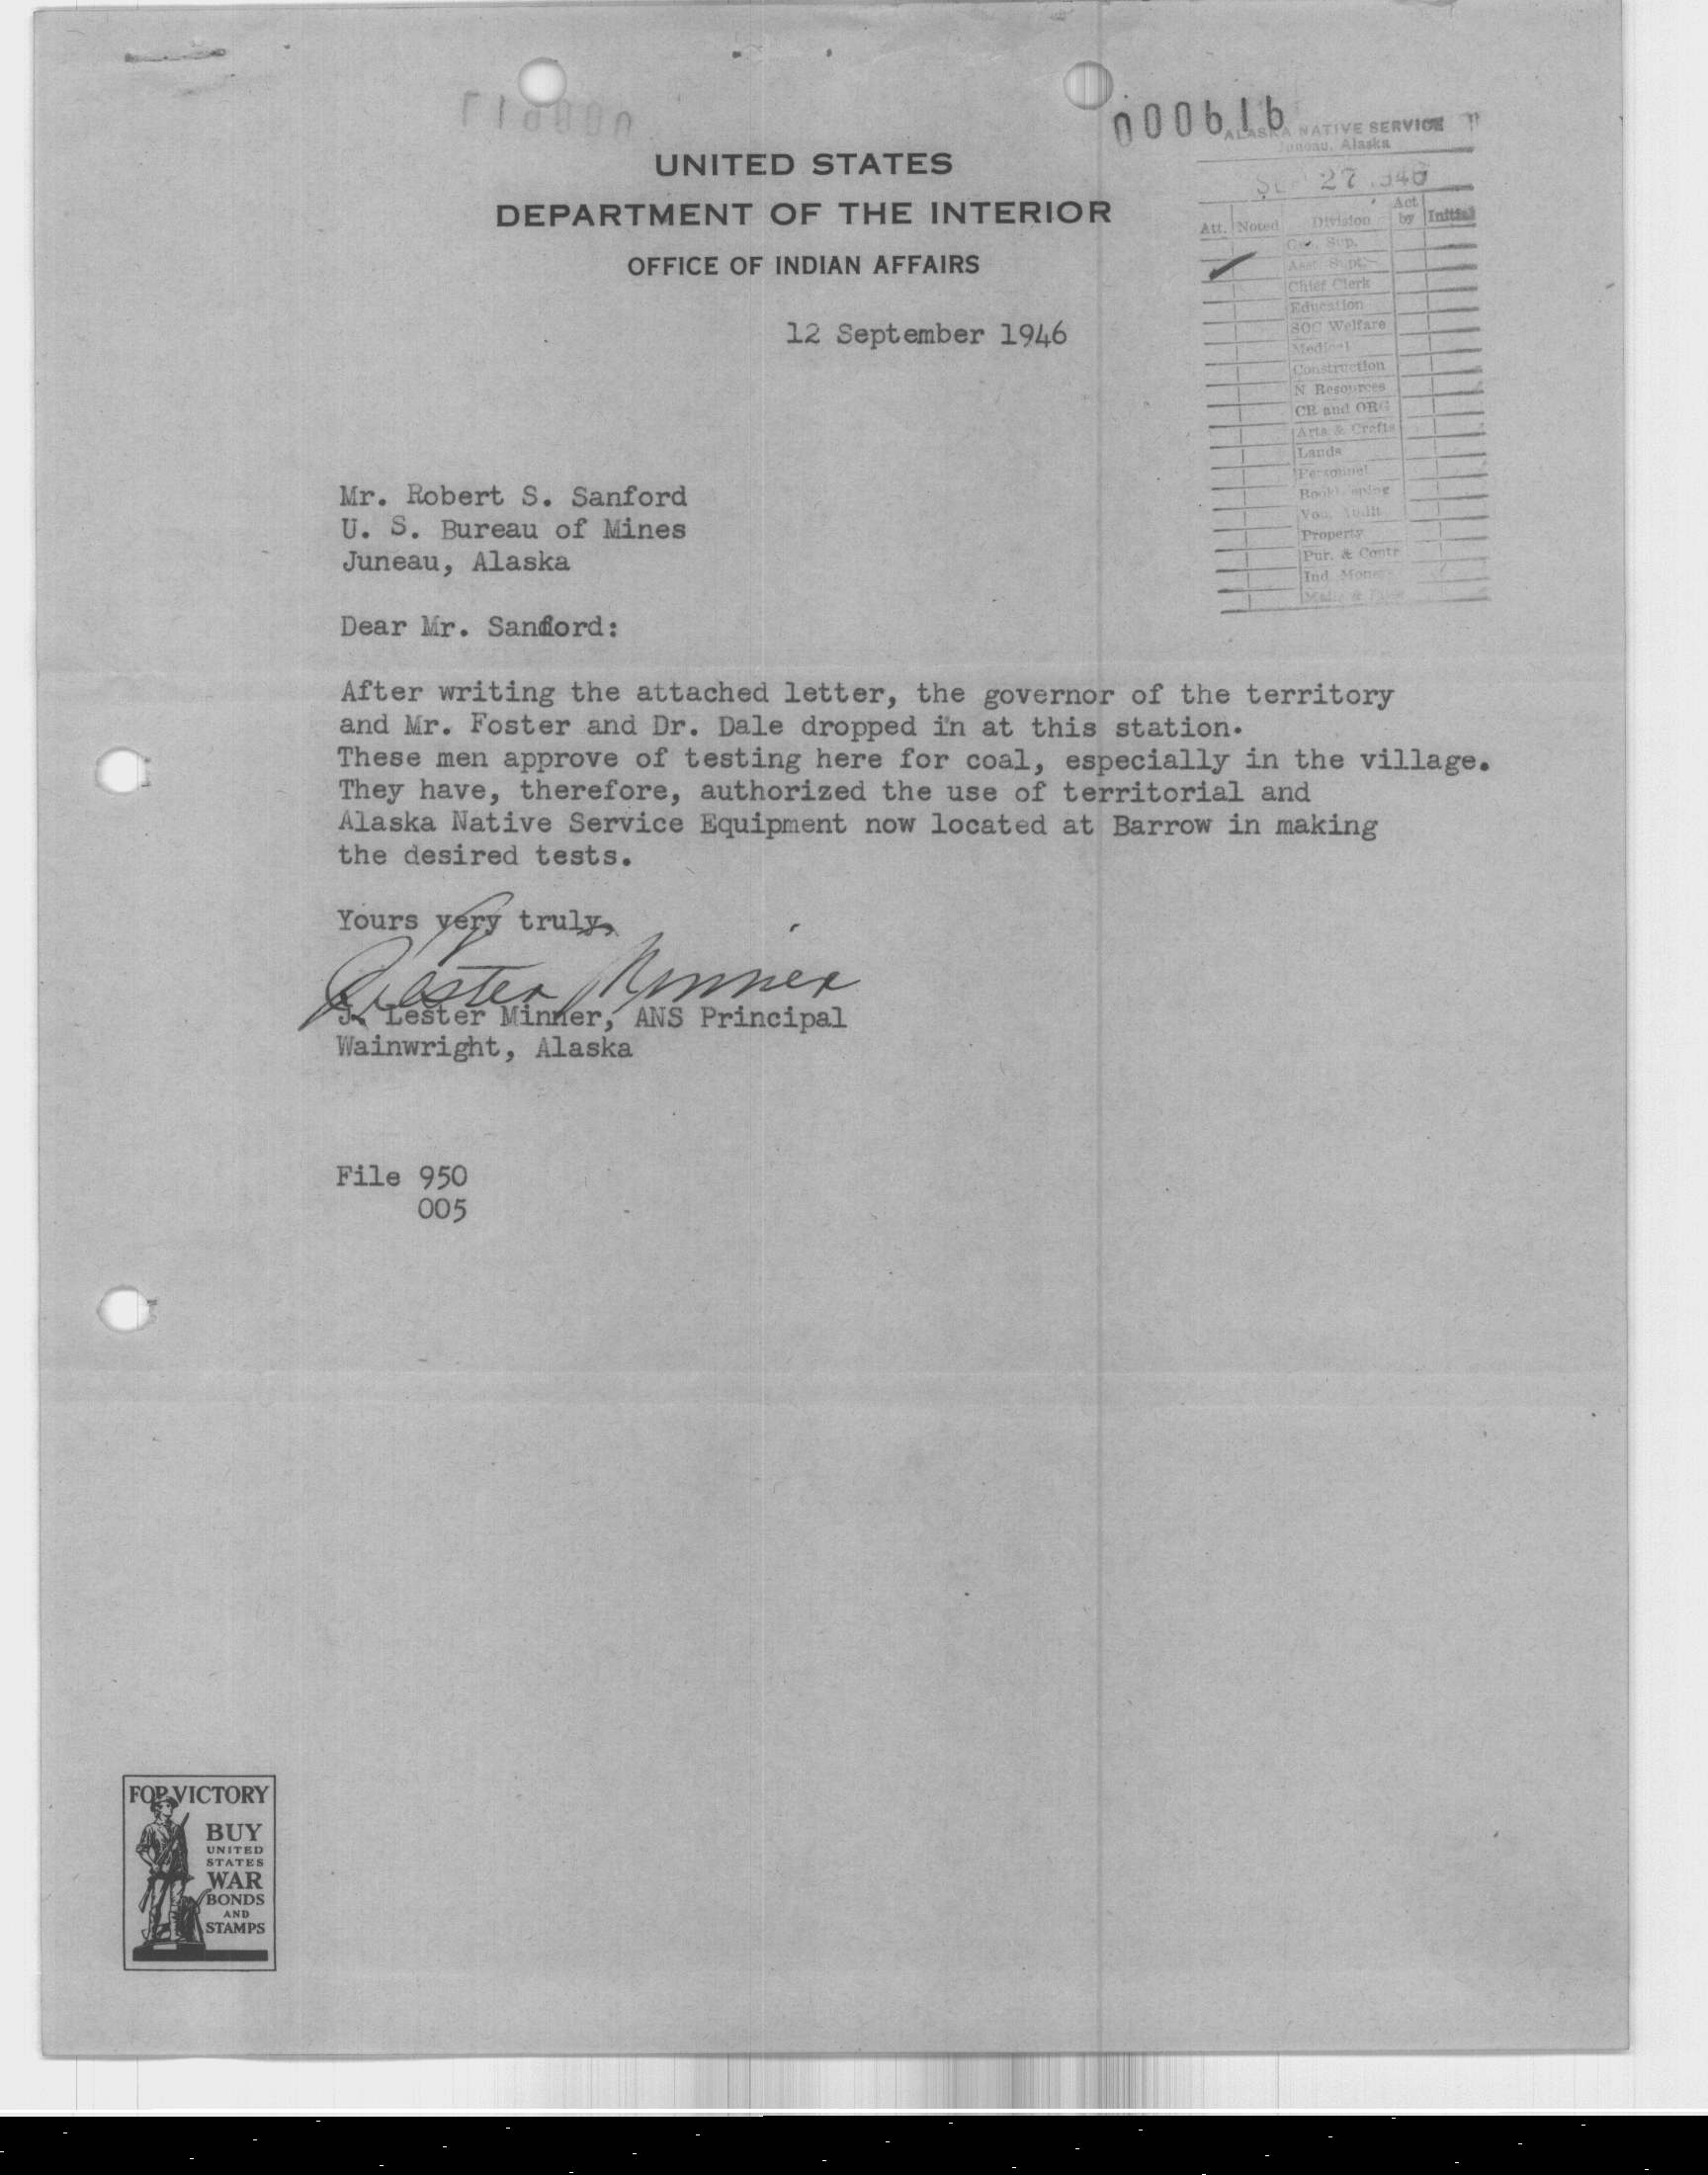 000616
ALASKA NATIVE SERVICE
Juneau, Alaska
27 1946
UNITED STATES
DEPARTMENT OF THE INTERIOR
OFFICE OF INDIAN AFFAIRS
12 September 1946
Att. Noted Division Act by Initial
Asst. Supt.
Chief Clerk
Education
SOC Welfare
Medical
Construction
N Resources
CR and ORG
Arts & Crafts
Lands
Personnel
Bookkeeping
Vou. Audit
Property
Pur. & Contr
Ind. Money
Mr. Robert S. Sanford
U. S. Bureau of Mines
Juneau, Alaska
Dear Mr. Sanford:
After writing the attached letter, the governor of the territory
and Mr. Foster and Dr. Dale dropped in at this station.
These men approve of testing here for coal, especially in the village.
They have, therefore, authorized the use of territorial and
Alaska Native Service Equipment now located at Barrow in making
the desired tests.
Yours very truly,
J. Lester Minner
J. Lester Minner, ANS Principal
Wainwright, Alaska
File 950
005
FOR VICTORY
BUY
UNITED
STATES
WAR
BONDS
AND
STAMPS